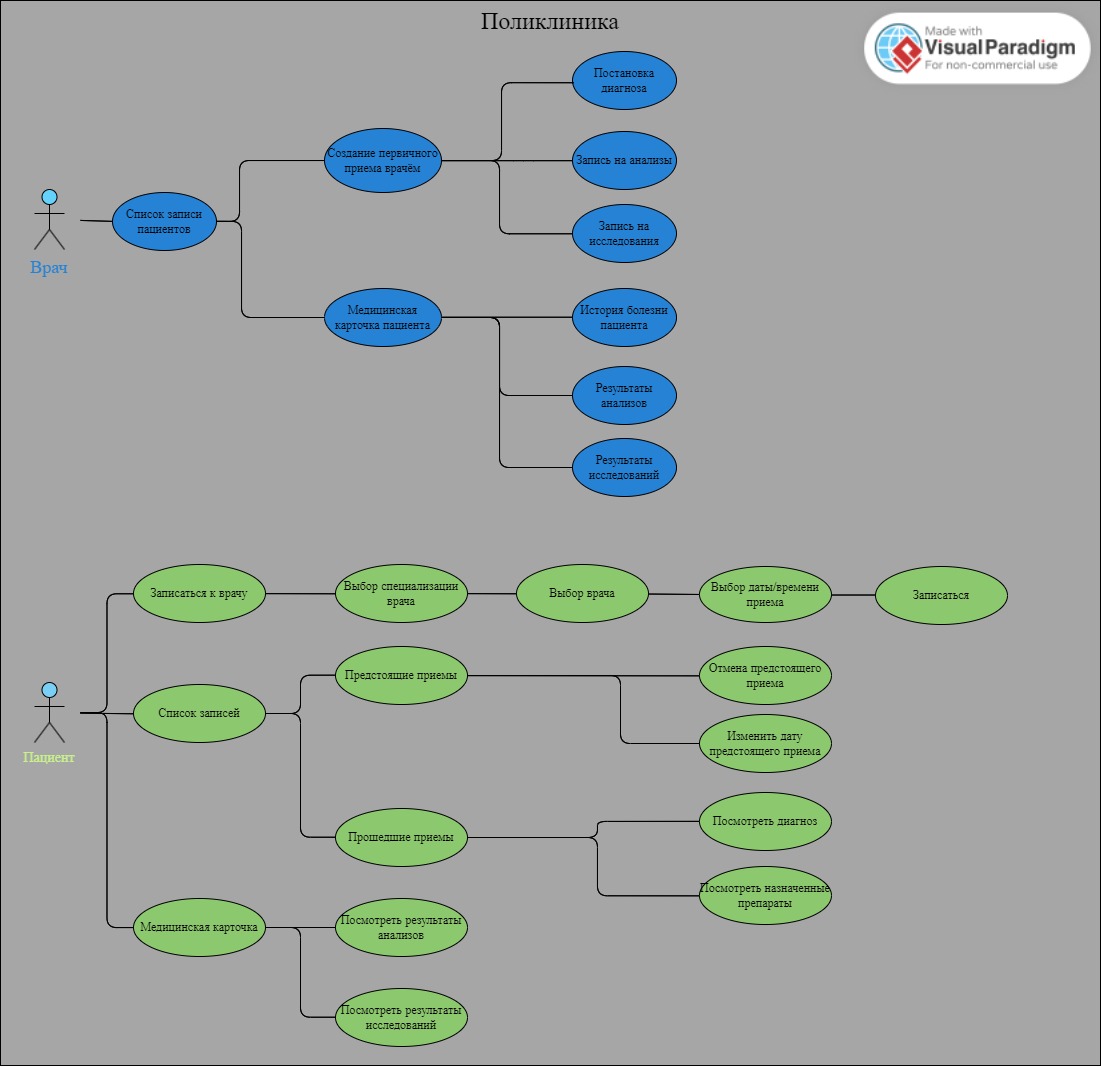 Поликлиника
Made with
Visual Paradigm
For non-commercial use
Постановка
диагноза
Создание первичного
приема врачём
Запись на анализы
Список записи
пациентов
Запись на
исследования
Врач
Медицинская
карточка пациента
История болезни
пациента
Результаты
анализов
Результаты
исследований
Записаться к врачу
Выбор специализации
врача
Выбор врача
Выбор даты/времени
приема
Записаться
Предстоящие приемы
Отмена предстоящего
приема
Список записей
Изменить дату
предстоящего приема
Пациент
Прошедшие приемы
Посмотреть диагноз
Посмотреть назначенные
препараты
Медицинская карточка
Посмотреть результаты
анализов
Посмотреть результаты
исследований